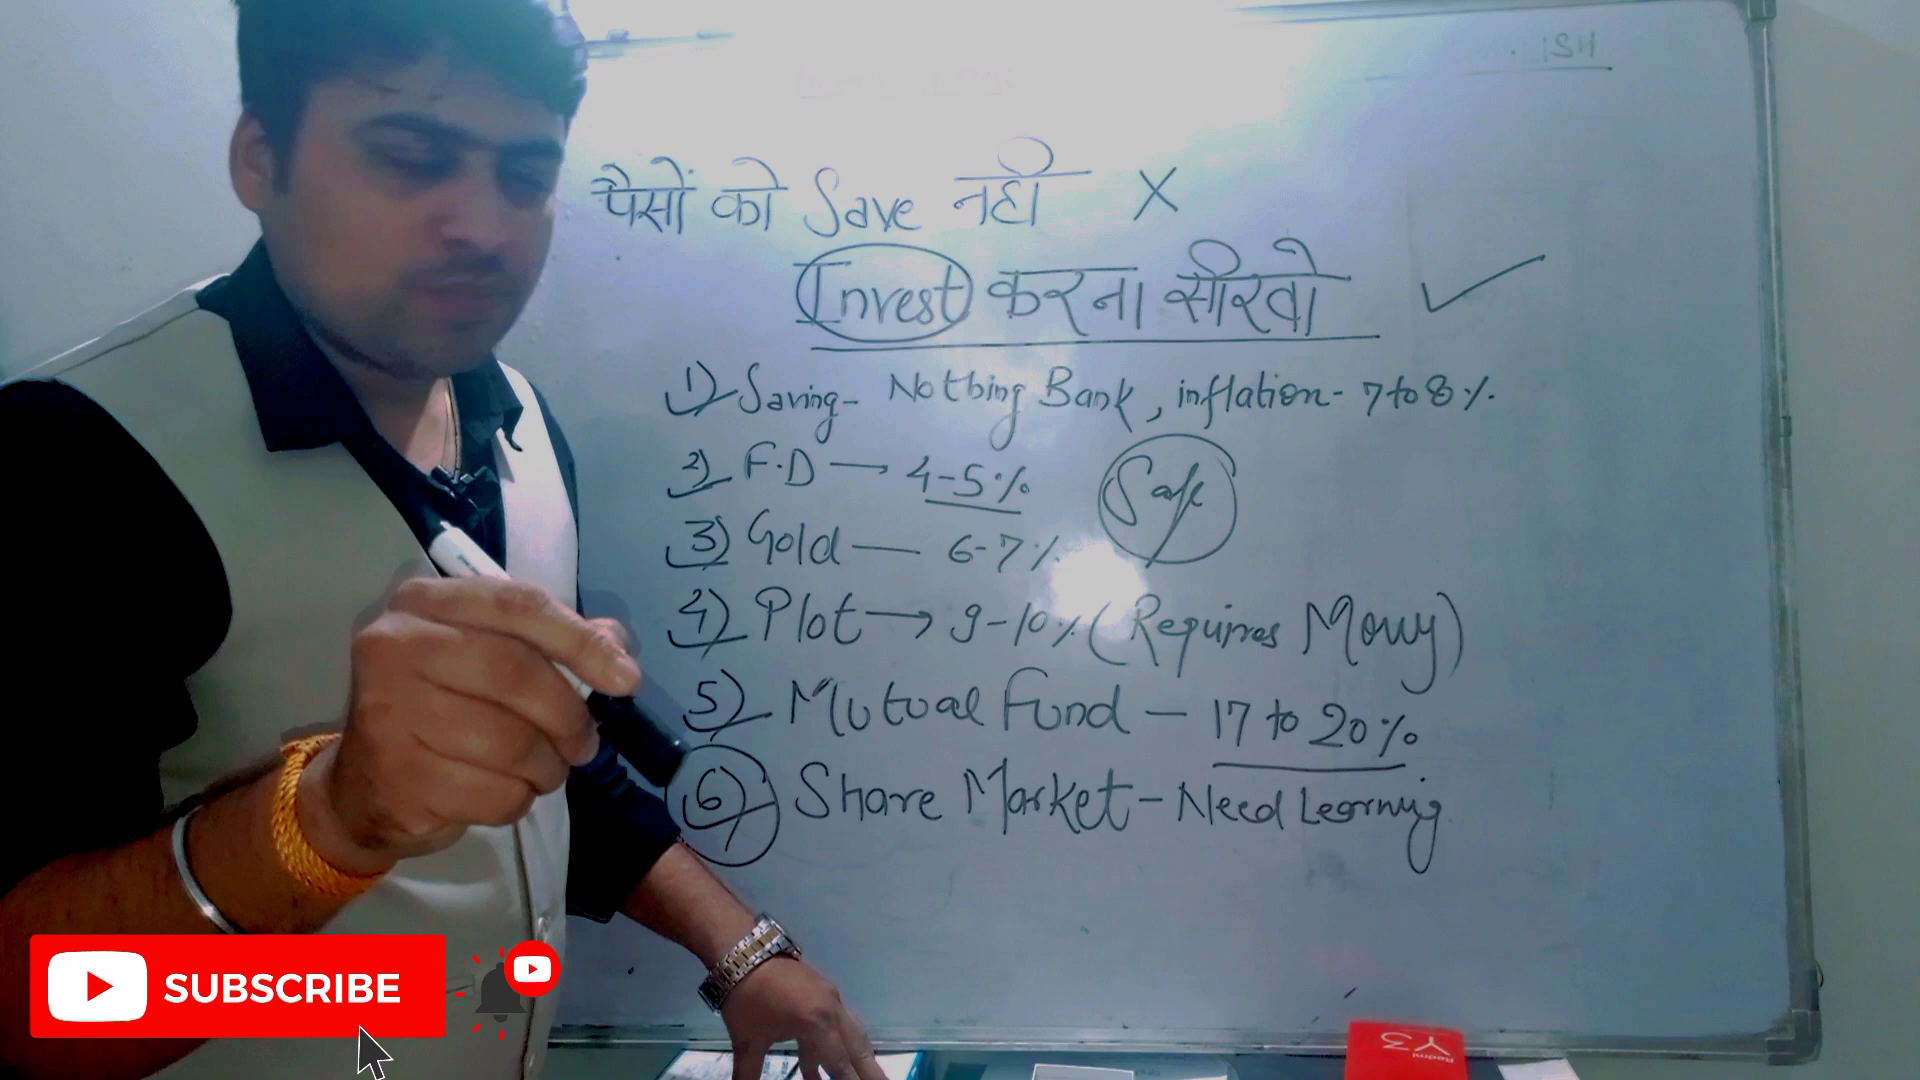 पैसों को Save नही X
Invest करना सीखो ✓
1) Saving - Nothing Bank, inflation - 7 to 8%.
2) F.D → 4-5%
Safe
3) Gold — 6-7%
4) Plot → 9-10% (Requires Money)
5) Mutual Fund - 17 to 20%
6) Share Market - Need Learning
SUBSCRIBE
Redmi
Y3